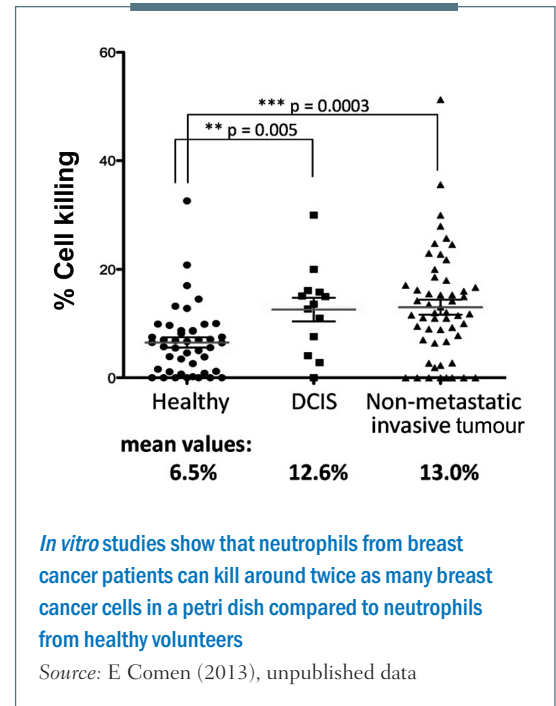 60
*** p = 0.0003
** p = 0.005
40
% Cell killing
20
0
Healthy DCIS Non-metastatic
invasive tumour
mean values:
6.5% 12.6% 13.0%
In vitro studies show that neutrophils from breast
cancer patients can kill around twice as many breast
cancer cells in a petri dish compared to neutrophils
from healthy volunteers
Source: E Comen (2013), unpublished data